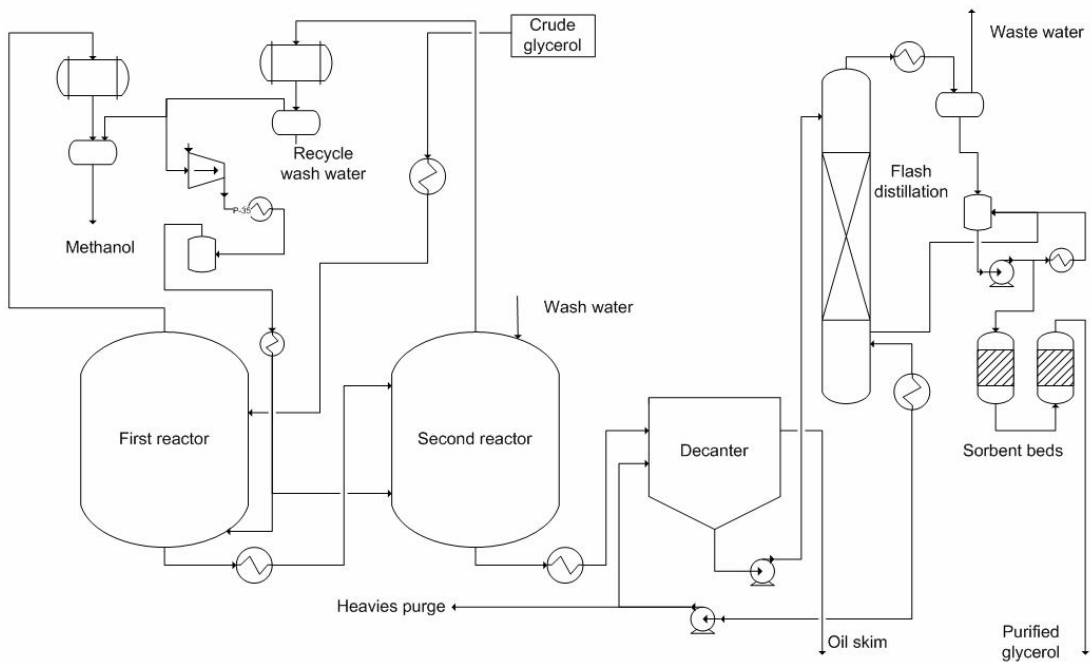 Crude
glycerol
Waste water
Recycle
wash water
P-35
Flash
distillation
Methanol
Wash water
First reactor
Second reactor
Decanter
Sorbent beds
Heavies purge
Oil skim
Purified
glycerol